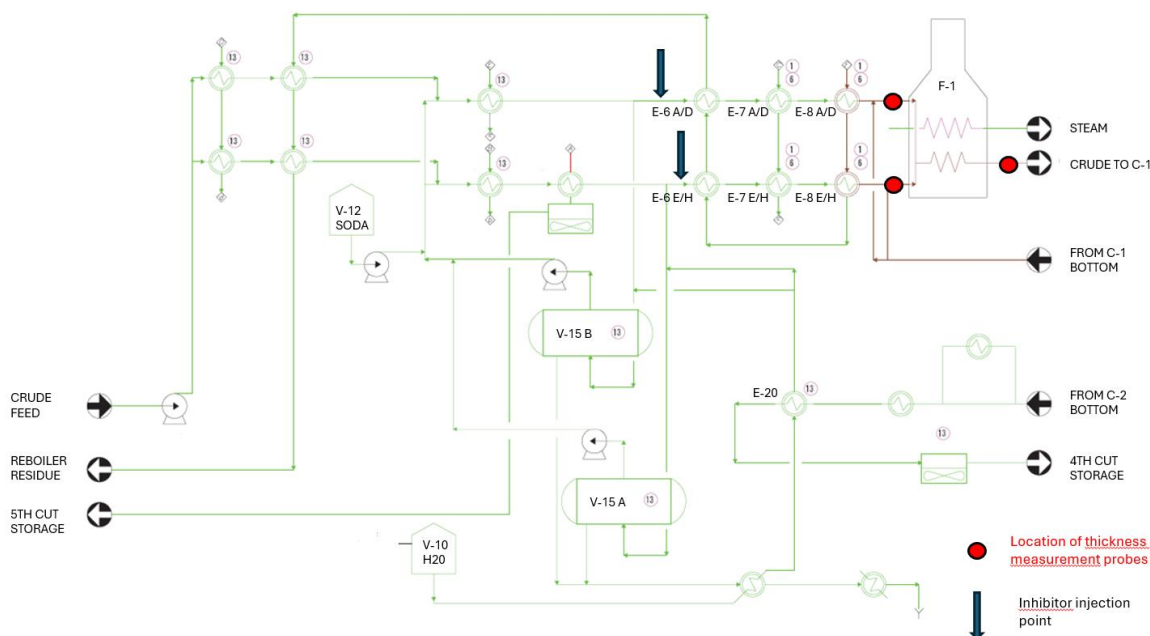 13
13
13
13
13
13
1
6
1
6
1
6
1
6
E-6 A/D
E-7 A/D
E-8 A/D
E-6 E/H
E-7 E/H
E-8 E/H
F-1
STEAM
CRUDE TO C-1
V-12
SODA
FROM C-1
BOTTOM
V-15 B
13
CRUDE
FEED
E-20
13
FROM C-2
BOTTOM
13
REBOILER
RESIDUE
4TH CUT
STORAGE
5TH CUT
STORAGE
V-15 A
13
V-10
H20
Location of thickness
measurement probes
Inhibitor injection
point